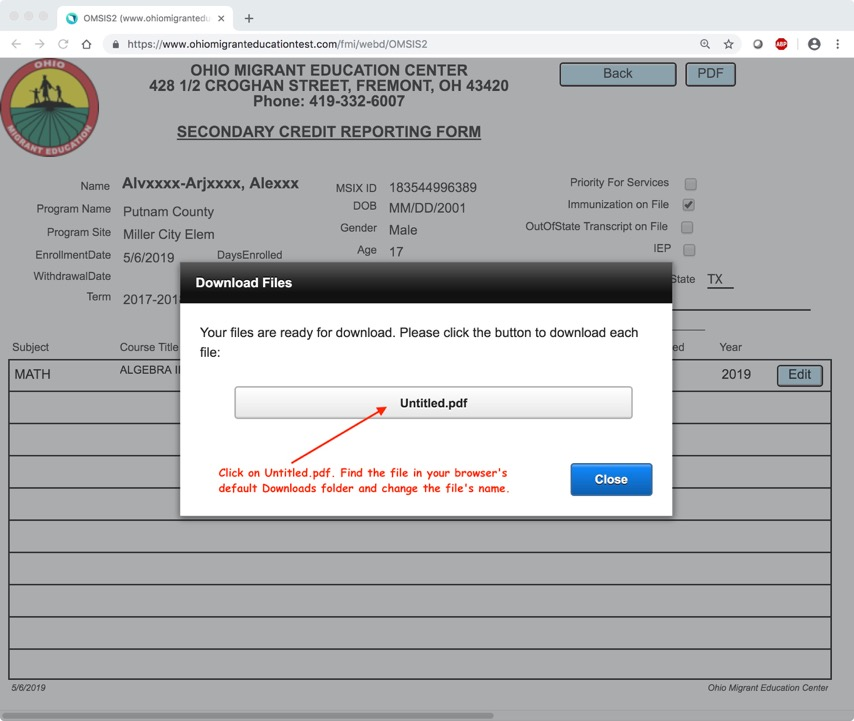 OMSIS2 (www.ohiomigrantedu
https://www.ohiomigranteducationtest.com/fmi/webd/OMSIS2
ABP
OHIO
MIGRANT EDUCATION
OHIO MIGRANT EDUCATION CENTER
428 1/2 CROGHAN STREET, FREMONT, OH 43420
Phone: 419-332-6007
Back
PDF
SECONDARY CREDIT REPORTING FORM
Name Alvxxxx-Arjxxxx, Alexxx MSIX ID 183544996389 Priority For Services
Program Name Putnam County DOB MM/DD/2001 Immunization on File
Program Site Miller City Elem Gender Male OutOfState Transcript on File
EnrollmentDate 5/6/2019 DaysEnrolled Age 17 IEP
WithdrawalDate State TX
Term 2017-201
Download Files
Your files are ready for download. Please click the button to download each
file:
Untitled.pdf
Click on Untitled.pdf. Find the file in your browser's
default Downloads folder and change the file's name.
Close
Subject Course Title ed Year
MATH ALGEBRA II 2019 Edit
5/6/2019 Ohio Migrant Education Center